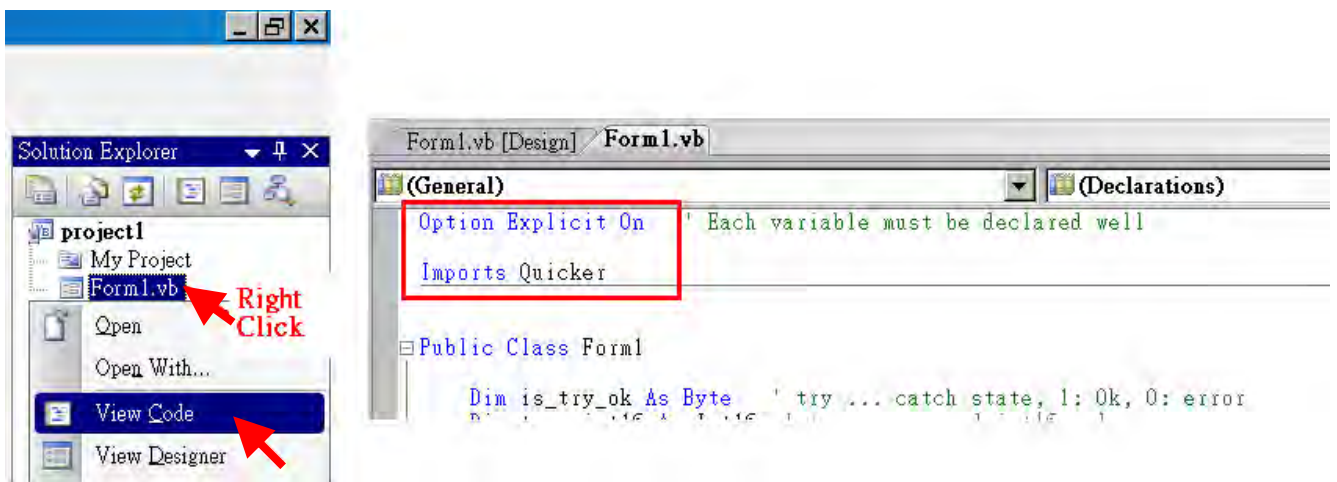 Solution Explorer
project1
My Project
Form1.vb
Right
Click
Open
Open With...
View Code
View Designer
Form1.vb [Design] Form1.vb
(General) (Declarations)
Option Explicit On ' Each variable must be declared well
Imports Quicker
Public Class Form1
Dim is_try_ok As Byte ' try ... catch state, 1: Ok, 0: error